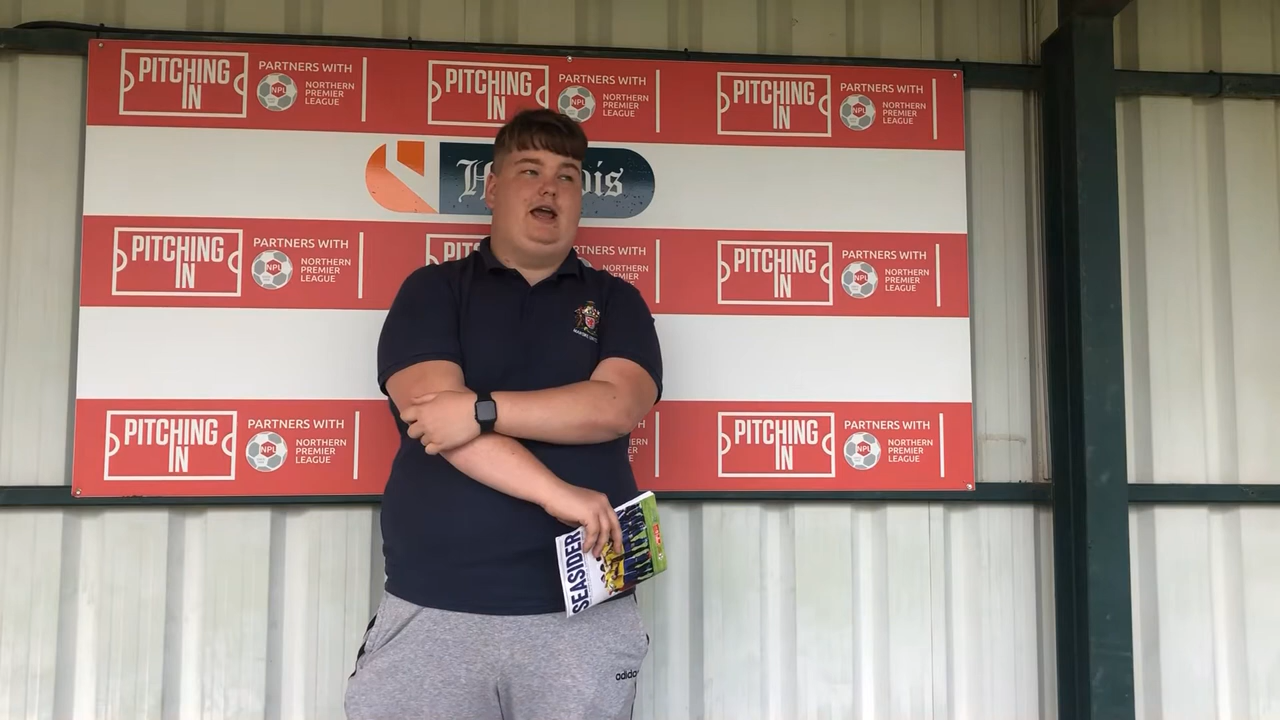 PITCHING
IN
PARTNERS WITH
NPL
NORTHERN
PREMIER
LEAGUE
PITCHING
IN
PARTNERS WITH
NPL
NORTHERN
PREMIER
LEAGUE
PITCHING
IN
PARTNERS WITH
NPL
NORTHERN
PREMIER
LEAGUE
PITCHING
IN
PARTNERS WITH
NPL
NORTHERN
PREMIER
LEAGUE
PARTNERS WITH
NORTHERN
PREMIER
LEAGUE
PITCHING
IN
PARTNERS WITH
NPL
NORTHERN
PREMIER
LEAGUE
PITCHING
IN
PARTNERS WITH
NPL
NORTHERN
PREMIER
LEAGUE
PITCHING
IN
PARTNERS WITH
NPL
NORTHERN
PREMIER
LEAGUE
SEASIDER
adidas